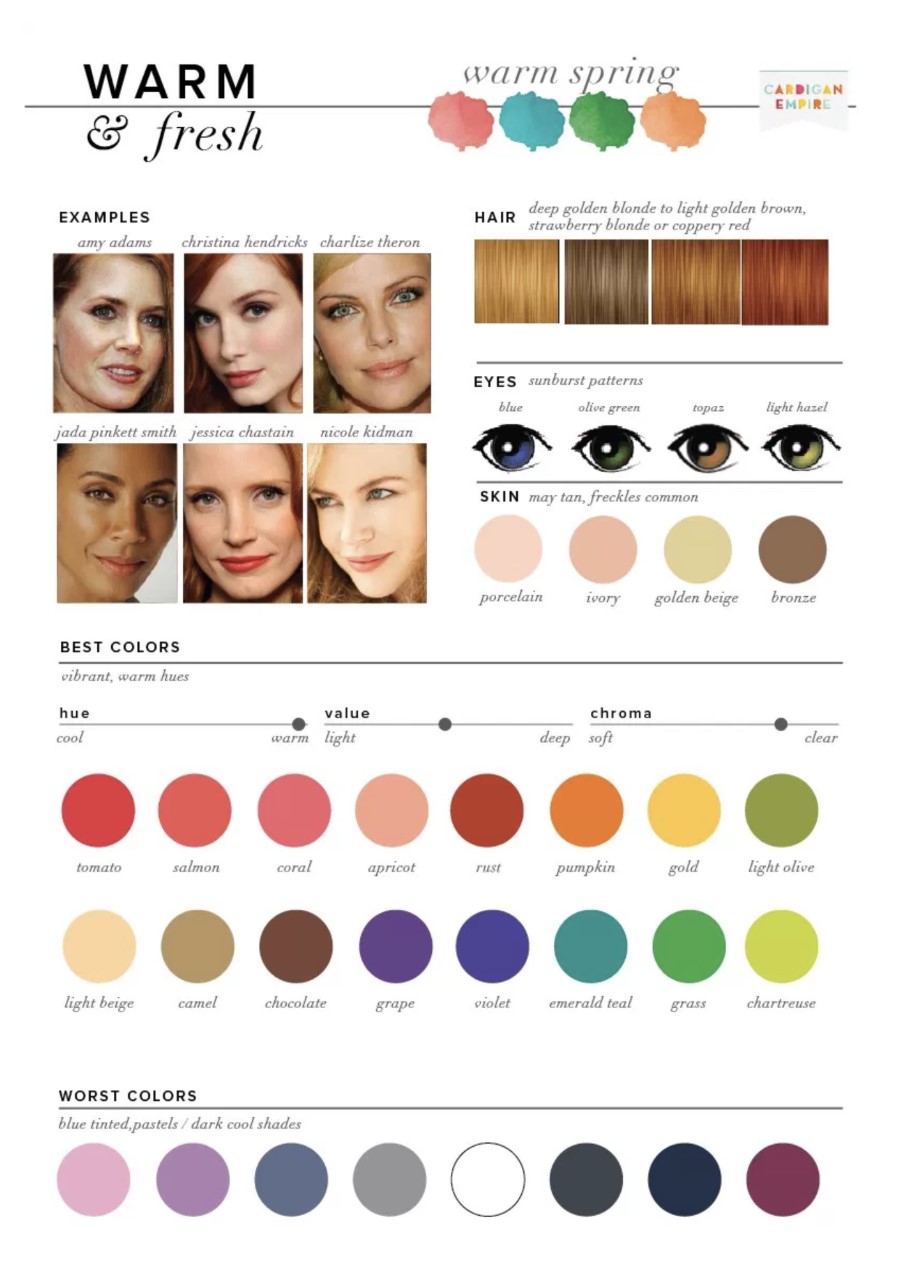 WARM
& fresh
warm spring
CARDIGAN
EMPIRE
EXAMPLES
amy adams
christina hendricks
charlize theron
jada pinkett smith
jessica chastain
nicole kidman
HAIR
deep golden blonde to light golden brown,
strawberry blonde or coppery red
EYES sunburst patterns
blue
olive green
topaz
light hazel
SKIN may tan, freckles common
porcelain
ivory
golden beige
bronze
BEST COLORS
vibrant, warm hues
hue
cool
warm
value
light
deep
chroma
soft
clear
tomato
salmon
coral
apricot
rust
pumpkin
gold
light olive
light beige
camel
chocolate
grape
violet
emerald teal
grass
chartreuse
WORST COLORS
blue tinted,pastels / dark cool shades